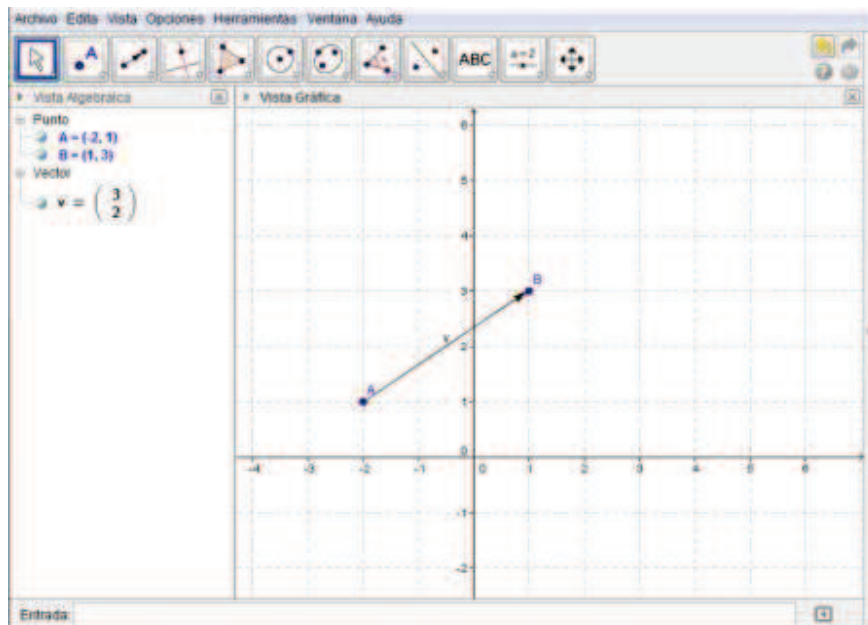 Archivo Edita Vista Opciones Herramientas Ventana Ayuda
A
ABC
a=2
Vista Algebraica
Vista Gráfica
Punto
A = (-2, 1)
B = (1, 3)
Vector
v = ( 3
2 )
6
5
4
3
B
v
2
A
1
0
-4 -3 -2 -1 0 1 2 3 4 5 6
-1
-2
Entrada: